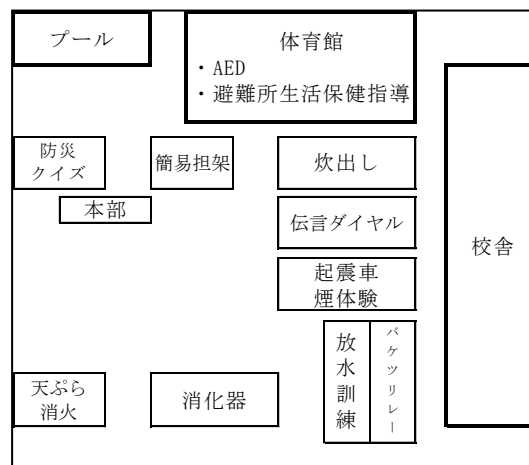 プール
体育館
・AED
・避難所生活保健指導
防災
クイズ
簡易担架
炊出し
本部
伝言ダイヤル
校舎
起震車
煙体験
放水訓練
バケツリレー
天ぷら
消火
消化器